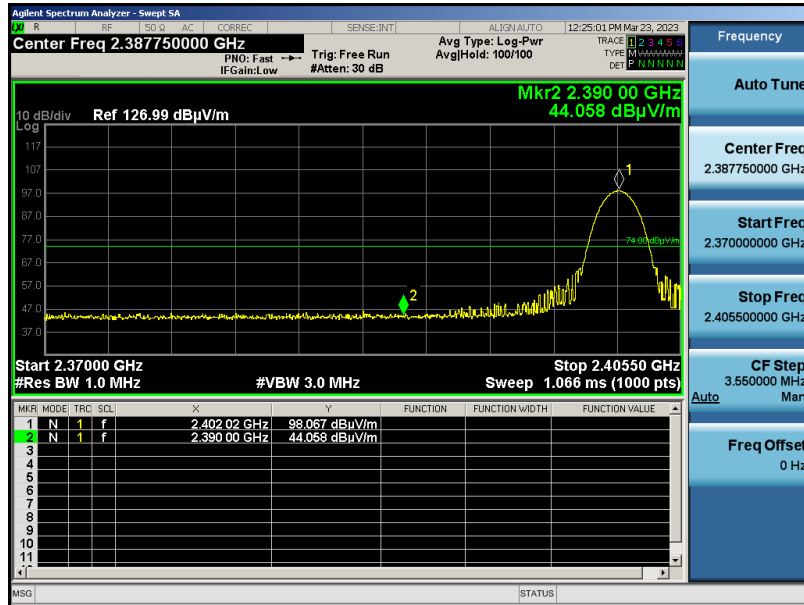 Agilent Spectrum Analyzer - Swept SA
LXI R RF 50 Ω AC CORREC SENSE:INT ALIGN AUTO 12:25:01 PM Mar 23, 2023
Center Freq 2.387750000 GHz
PNO: Fast
IFGain:Low
Trig: Free Run
#Atten: 30 dB
Avg Type: Log-Pwr
Avg|Hold: 100/100
TRACE 1 2 3 4 5 6
TYPE M
DET P N N N N N
Mkr2 2.390 00 GHz
44.058 dBµV/m
10 dB/div Ref 126.99 dBµV/m
Log
117
107
97.0
87.0
77.0
67.0
57.0
47.0
37.0
1
2
74.00 dBµV/m
Start 2.37000 GHz Stop 2.40550 GHz
#Res BW 1.0 MHz #VBW 3.0 MHz Sweep 1.066 ms (1000 pts)
MKR MODE TRC SCL X Y FUNCTION FUNCTION WIDTH FUNCTION VALUE
1 N 1 f 2.402 02 GHz 98.067 dBµV/m
2 N 1 f 2.390 00 GHz 44.058 dBµV/m
3
4
5
6
7
8
9
10
11
MSG STATUS
Frequency
Auto Tune
Center Freq
2.387750000 GHz
Start Freq
2.370000000 GHz
Stop Freq
2.405500000 GHz
CF Step
3.550000 MHz
Auto Man
Freq Offset
0 Hz